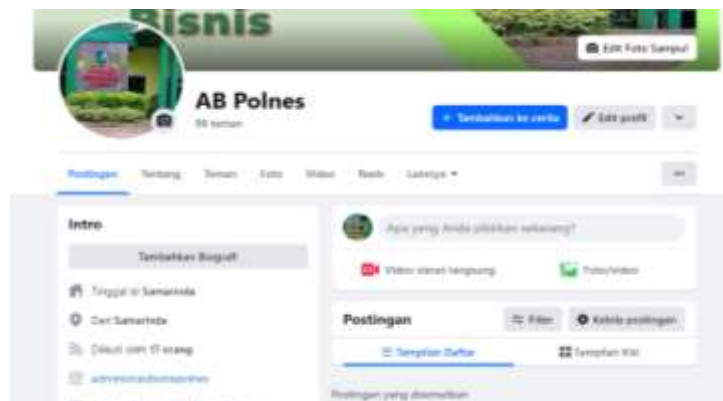 Bisnis
Edit Foto Sampul
AB Polnes
teman
+ Tambahkan ke cerita
Edit profil
Postingan Tentang Teman Foto Video Reels Lainnya
Intro
Tambahkan Biografi
Tinggal di Samarinda
Dari Samarinda
Diikuti oleh orang
Apa yang Anda pikirkan sekarang?
Video siaran langsung
Foto/Video
Postingan
Filter
Kelola postingan
Tampilan Daftar
Tampilan Kisi
Postingan yang disematkan